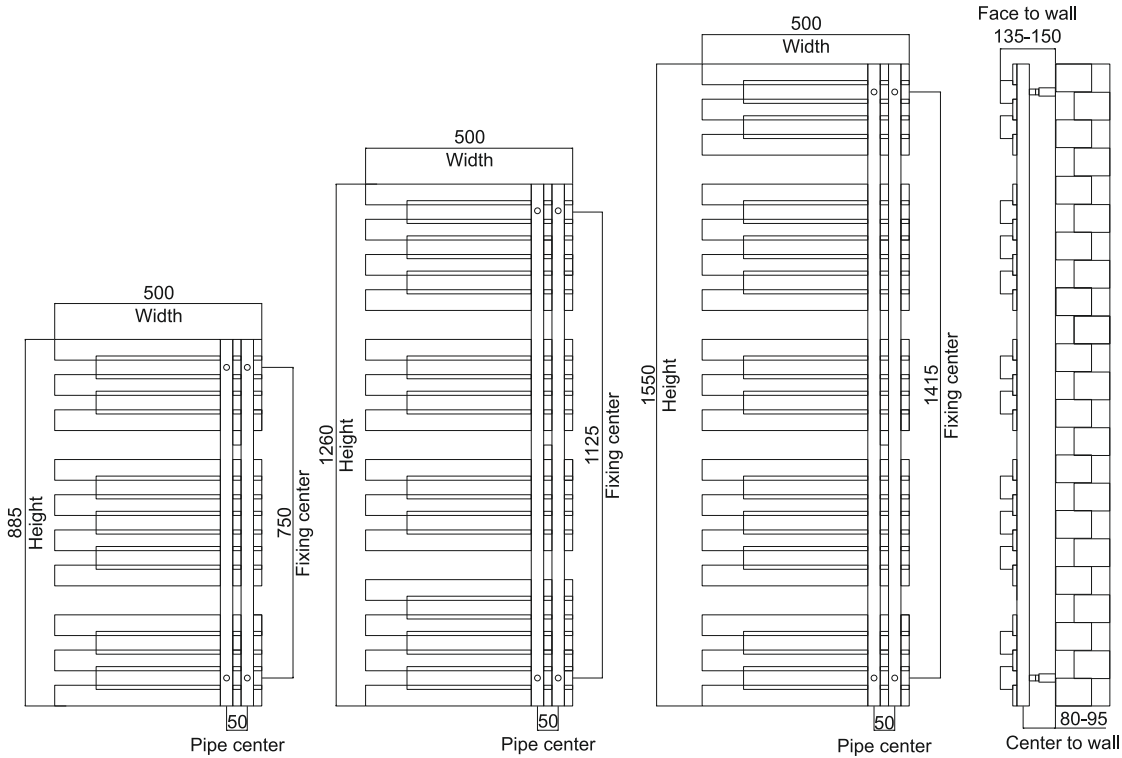 500
Width
885
Height
750
Fixing center
50
Pipe center
500
Width
1260
Height
1125
Fixing center
50
Pipe center
500
Width
1550
Height
1415
Fixing center
50
Pipe center
Face to wall
135-150
80-95
Center to wall